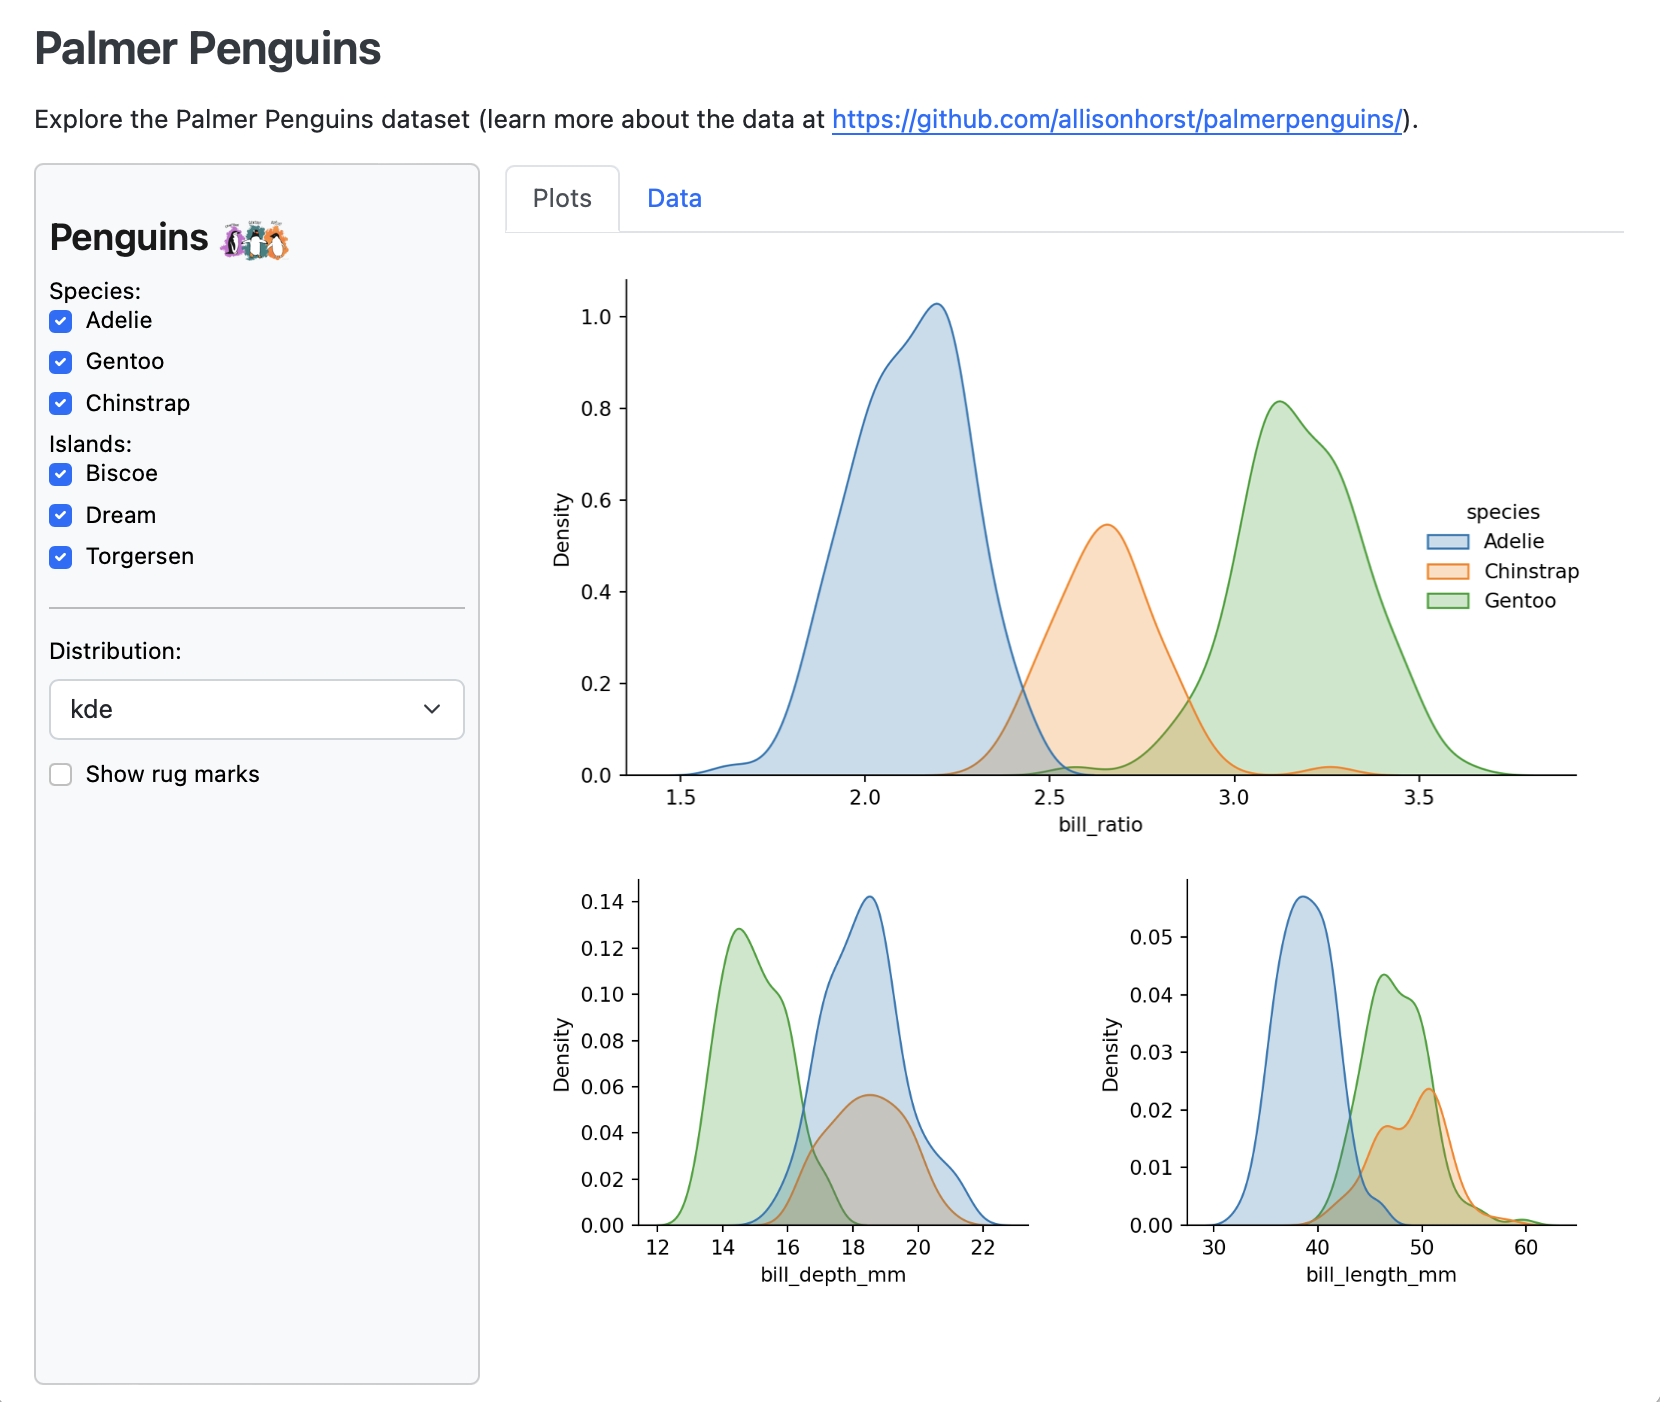 Palmer Penguins
Explore the Palmer Penguins dataset (learn more about the data at https://github.com/allisonhorst/palmerpenguins/).
Penguins
Species:
Adelie
Gentoo
Chinstrap
Islands:
Biscoe
Dream
Torgersen
Distribution:
kde
Show rug marks
Plots Data
1.0
0.8
0.6
0.4
0.2
0.0
Density
1.5 2.0 2.5 3.0 3.5
bill_ratio
species
Adelie
Chinstrap
Gentoo
0.14
0.12
0.10
0.08
0.06
0.04
0.02
0.00
Density
12 14 16 18 20 22
bill_depth_mm
0.05
0.04
0.03
0.02
0.01
0.00
Density
30 40 50 60
bill_length_mm